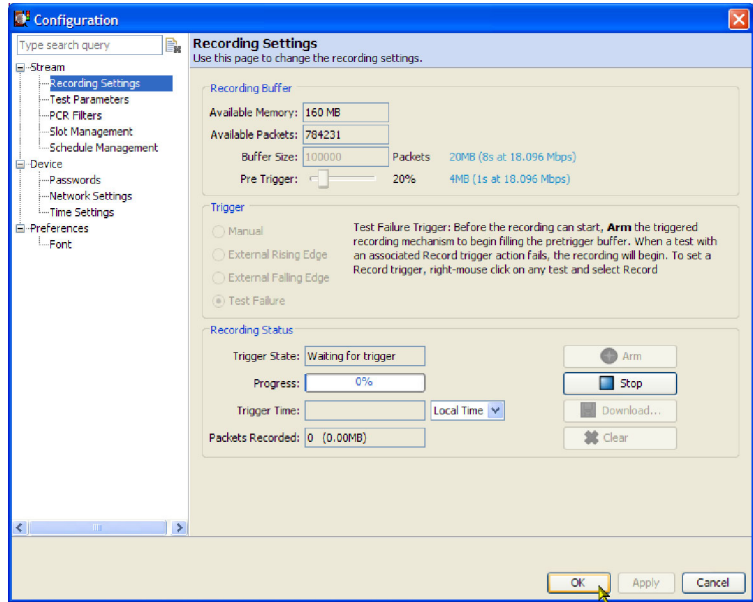 Configuration
Type search query
Stream
Recording Settings
Test Parameters
PCR Filters
Slot Management
Schedule Management
Device
Passwords
Network Settings
Time Settings
Preferences
Font
Recording Settings
Use this page to change the recording settings.
Recording Buffer
Available Memory: 160 MB
Available Packets: 784231
Buffer Size: 100000 Packets 20MB (8s at 18.096 Mbps)
Pre Trigger: 20% 4MB (1s at 18.096 Mbps)
Trigger
Manual
External Rising Edge
External Falling Edge
Test Failure
Test Failure Trigger: Before the recording can start, Arm the triggered
recording mechanism to begin filling the pretrigger buffer. When a test with
an associated Record trigger action fails, the recording will begin. To set a
Record trigger, right-mouse click on any test and select Record
Recording Status
Trigger State: Waiting for trigger
Arm
Progress: 0%
Stop
Trigger Time: Local Time
Download...
Packets Recorded: 0 (0.00MB)
Clear
OK Apply Cancel